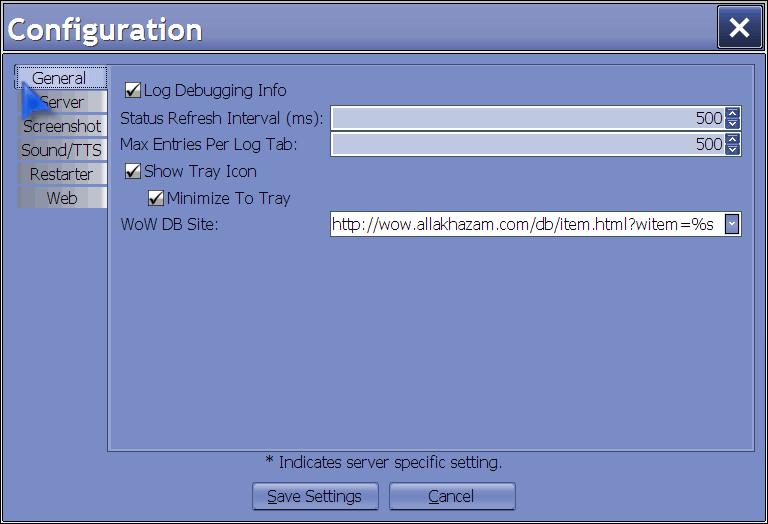 Configuration
General
Server
Screenshot
Sound/TTS
Restarter
Web
Log Debugging Info
Status Refresh Interval (ms): 500
Max Entries Per Log Tab: 500
Show Tray Icon
Minimize To Tray
WoW DB Site: http://wow.allakhazam.com/db/item.html?witem=%s
* Indicates server specific setting.
Save Settings Cancel